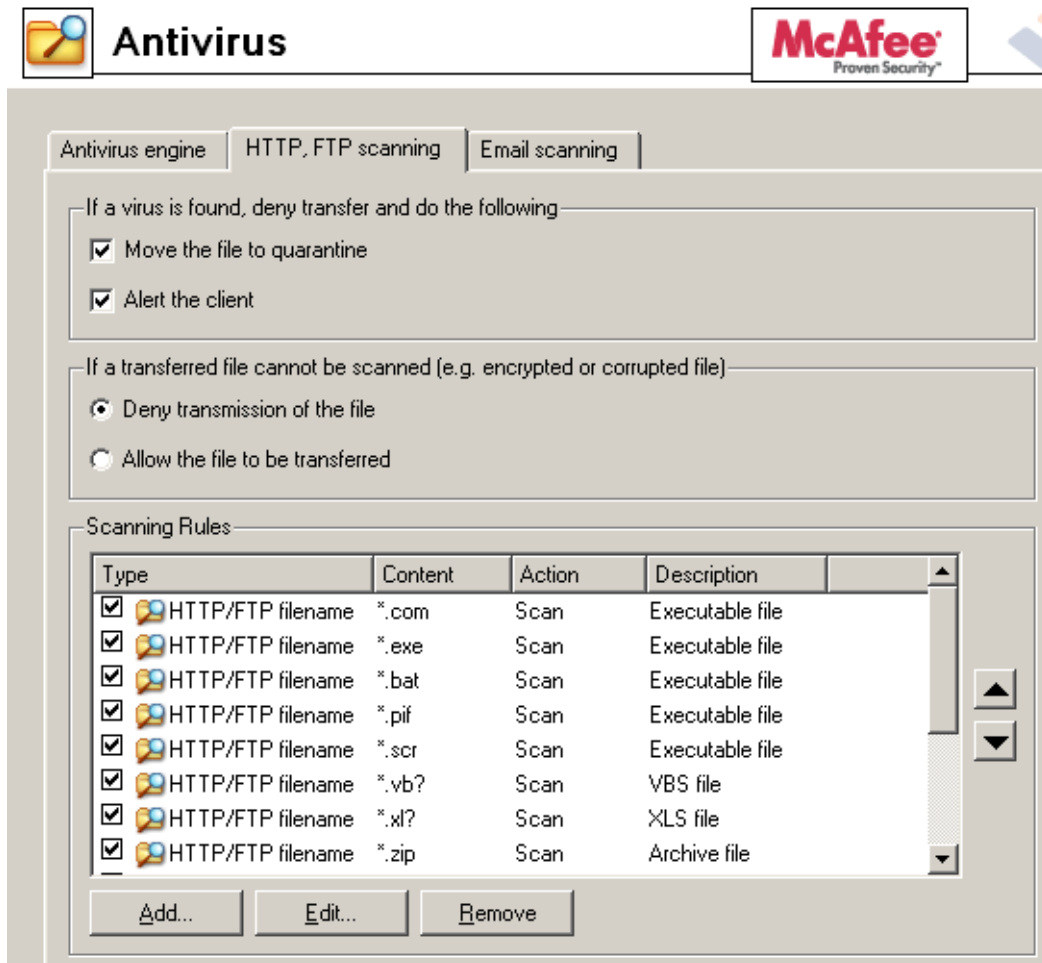 Antivirus
McAfee®
Proven Security™
Antivirus engine HTTP, FTP scanning Email scanning
If a virus is found, deny transfer and do the following
Move the file to quarantine
Alert the client
If a transferred file cannot be scanned (e.g. encrypted or corrupted file)
Deny transmission of the file
Allow the file to be transferred
Scanning Rules
Type Content Action Description
HTTP/FTP filename *.com Scan Executable file
HTTP/FTP filename *.exe Scan Executable file
HTTP/FTP filename *.bat Scan Executable file
HTTP/FTP filename *.pif Scan Executable file
HTTP/FTP filename *.scr Scan Executable file
HTTP/FTP filename *.vb? Scan VBS file
HTTP/FTP filename *.xl? Scan XLS file
HTTP/FTP filename *.zip Scan Archive file
Add... Edit... Remove